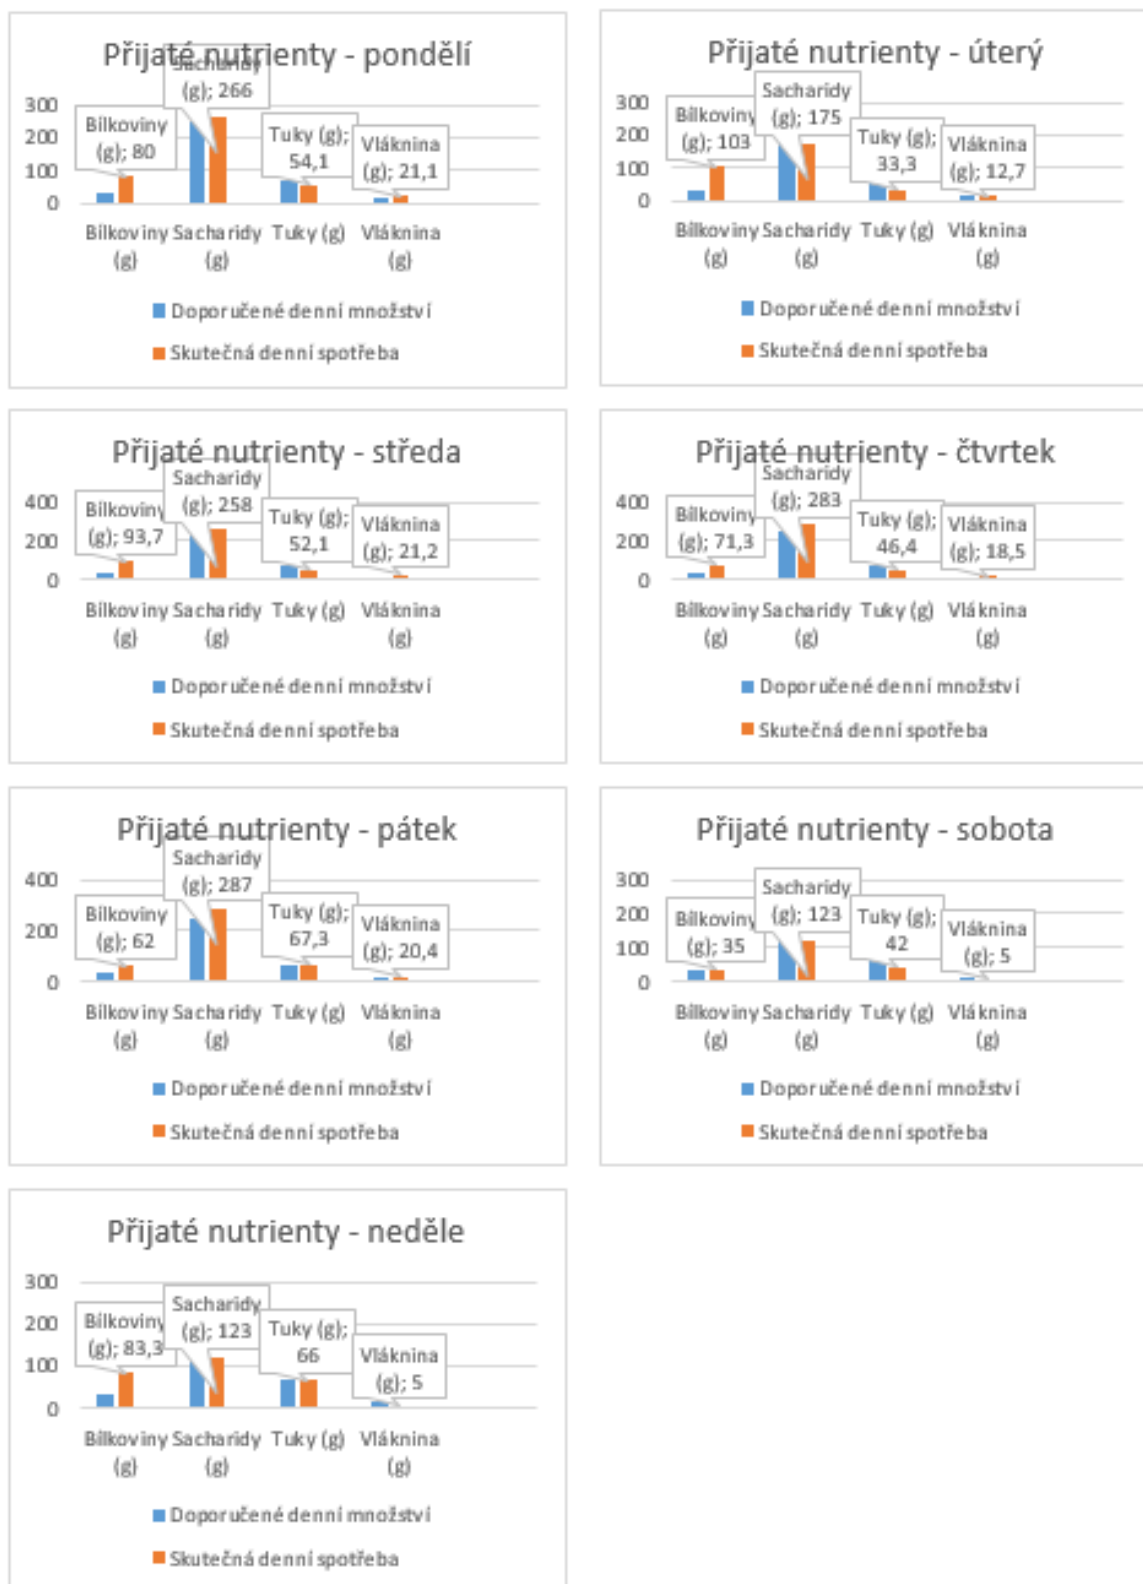 Přijaté nutrienty - pondělí
Sacharidy
(g); 266
Bílkoviny
(g); 80
Tuky (g);
54,1
Vláknina
(g); 21,1
300
200
100
0
Bílkoviny Sacharidy Tuky (g) Vláknina
(g) (g) (g)
Doporučené denní množství
Skutečná denní spotřeba
Přijaté nutrienty - úterý
Sacharidy
(g); 175
Bílkoviny
(g); 103
Tuky (g);
33,3
Vláknina
(g); 12,7
300
200
100
0
Bílkoviny Sacharidy Tuky (g) Vláknina
(g) (g) (g)
Doporučené denní množství
Skutečná denní spotřeba
Přijaté nutrienty - středa
Sacharidy
(g); 258
Bílkoviny
(g); 93,7
Tuky (g);
52,1
Vláknina
(g); 21,2
400
200
0
Bílkoviny Sacharidy Tuky (g) Vláknina
(g) (g) (g)
Doporučené denní množství
Skutečná denní spotřeba
Přijaté nutrienty - čtvrtek
Sacharidy
(g); 283
Bílkoviny
(g); 71,3
Tuky (g);
46,4
Vláknina
(g); 18,5
400
200
0
Bílkoviny Sacharidy Tuky (g) Vláknina
(g) (g) (g)
Doporučené denní množství
Skutečná denní spotřeba
Přijaté nutrienty - pátek
Sacharidy
(g); 287
Bílkoviny
(g); 62
Tuky (g);
67,3
Vláknina
(g); 20,4
400
200
0
Bílkoviny Sacharidy Tuky (g) Vláknina
(g) (g) (g)
Doporučené denní množství
Skutečná denní spotřeba
Přijaté nutrienty - sobota
Sacharidy
(g); 123
Bílkoviny
(g); 35
Tuky (g);
42
Vláknina
(g); 5
300
200
100
0
Bílkoviny Sacharidy Tuky (g) Vláknina
(g) (g) (g)
Doporučené denní množství
Skutečná denní spotřeba
Přijaté nutrienty - neděle
Sacharidy
(g); 123
Bílkoviny
(g); 83,3
Tuky (g);
66
Vláknina
(g); 5
300
200
100
0
Bílkoviny Sacharidy Tuky (g) Vláknina
(g) (g) (g)
Doporučené denní množství
Skutečná denní spotřeba